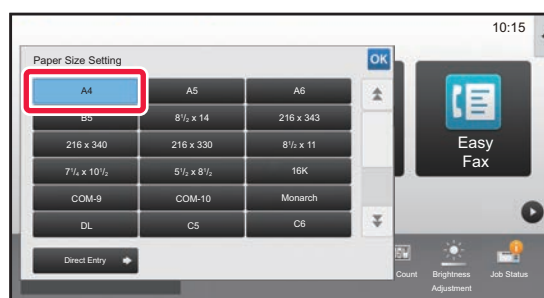 10:15
Paper Size Setting
OK
A4 A5 A6
B5 8½ x 14 216 x 343
216 x 340 216 x 330 8½ x 11
7¼ x 10½ 5½ x 8½ 16K
COM-9 COM-10 Monarch
DL C5 C6
Direct Entry
Easy
Fax
Count Brightness Job Status
Adjustment